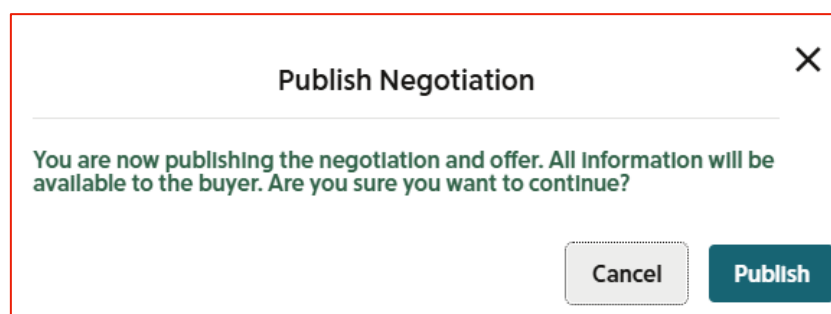 Publish Negotiation
You are now publishing the negotiation and offer. All information will be
available to the buyer. Are you sure you want to continue?
Cancel
Publish